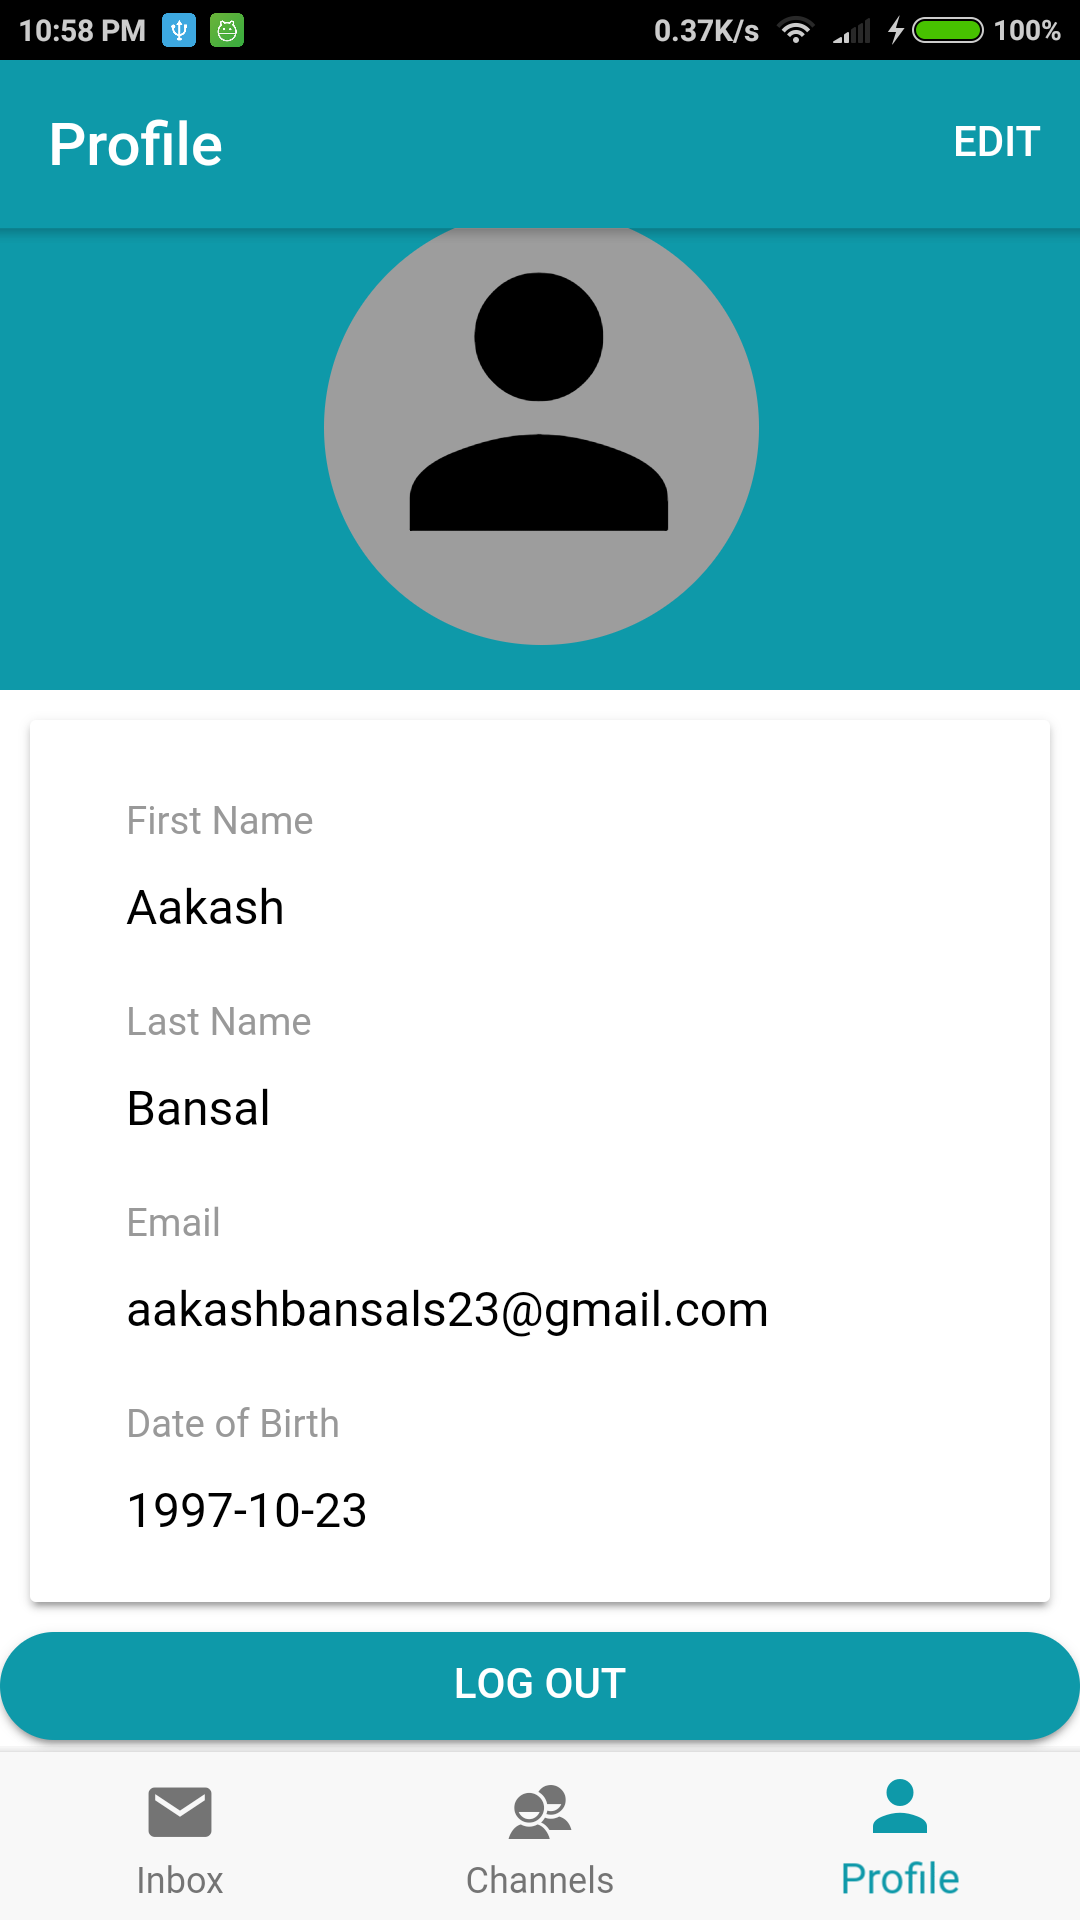 10:58 PM 0.37K/s 100%
Profile EDIT
First Name
Aakash
Last Name
Bansal
Email
aakashbansals23@gmail.com
Date of Birth
1997-10-23
LOG OUT
Inbox Channels Profile